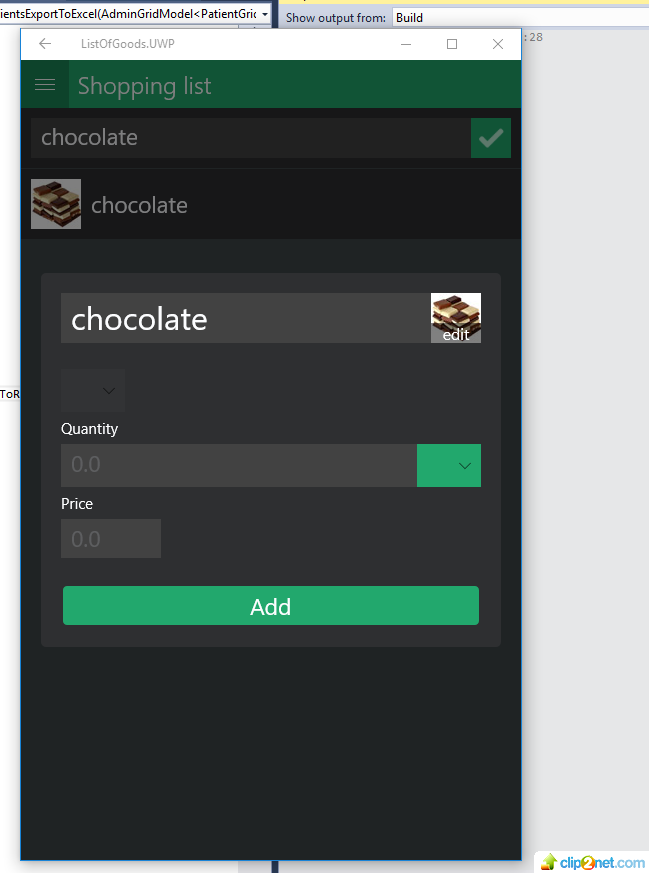 ientsExportToExcel(AdminGridModel<PatientGric
Show output from: Build
ListOfGoods.UWP
:28
Shopping list
chocolate
chocolate
chocolate
edit
ToR
Quantity
0.0
Price
0.0
Add
clip2net.com